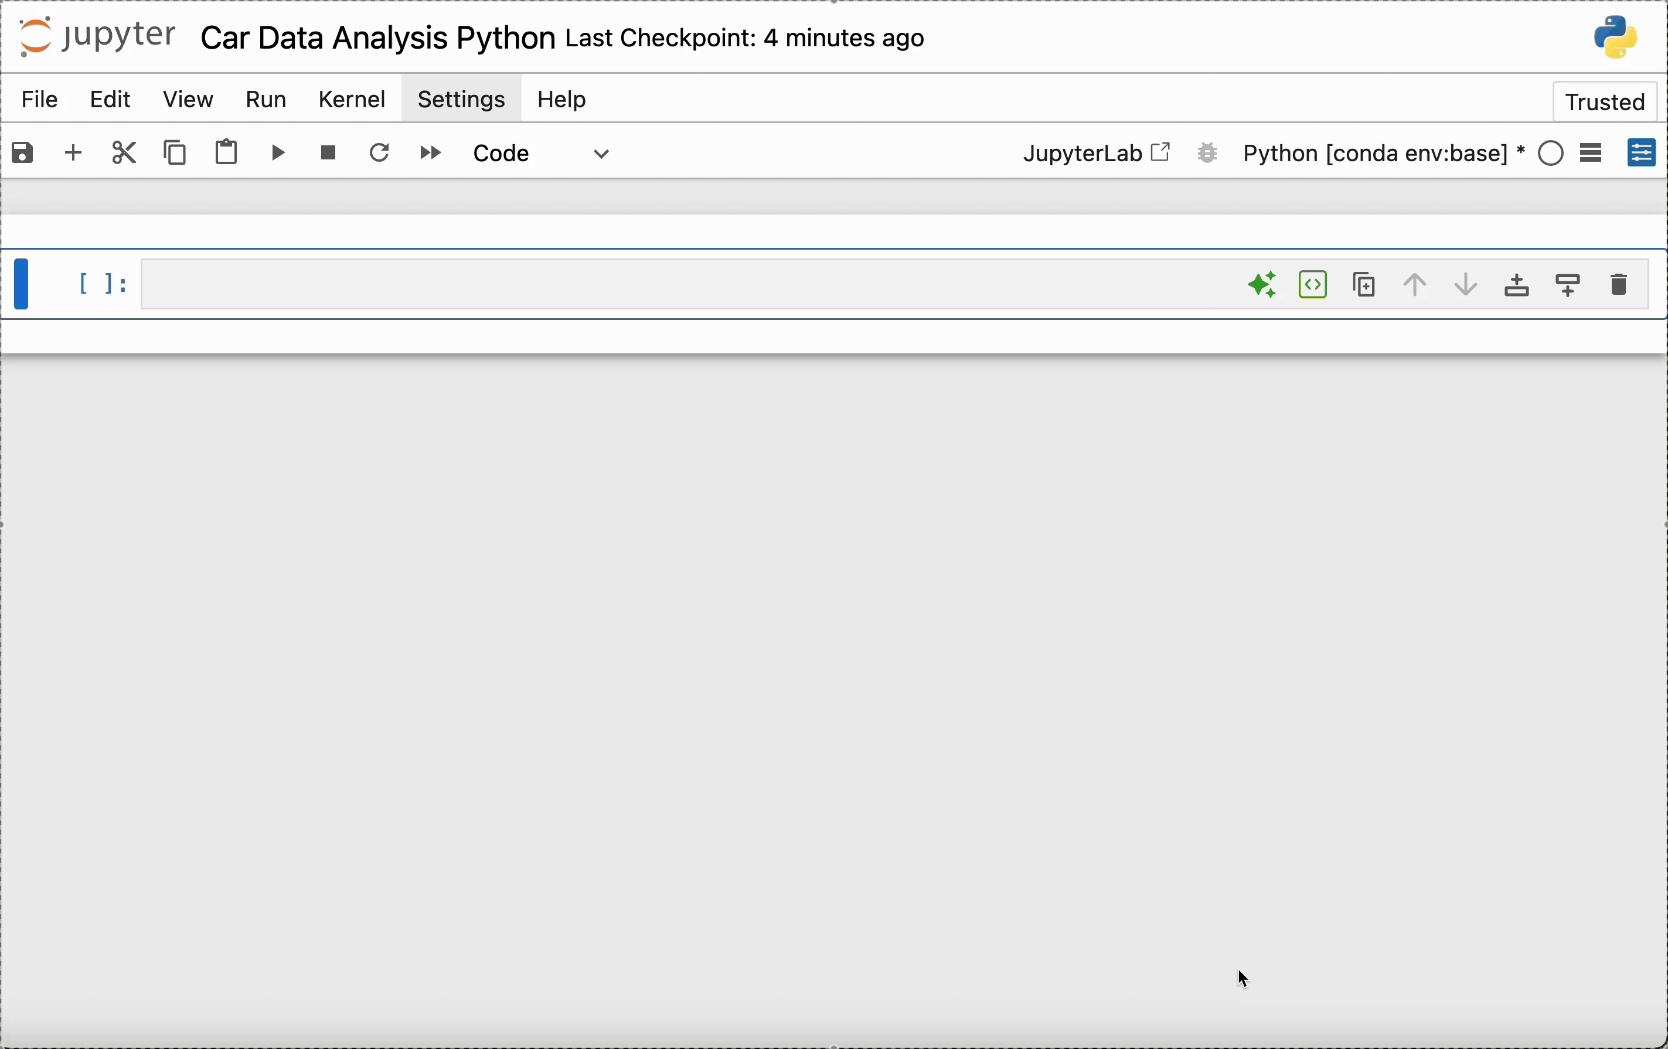 jupyter Car Data Analysis Python Last Checkpoint: 4 minutes ago
File Edit View Run Kernel Settings Help Trusted
Code JupyterLab Python [conda env:base] *
[ ]: